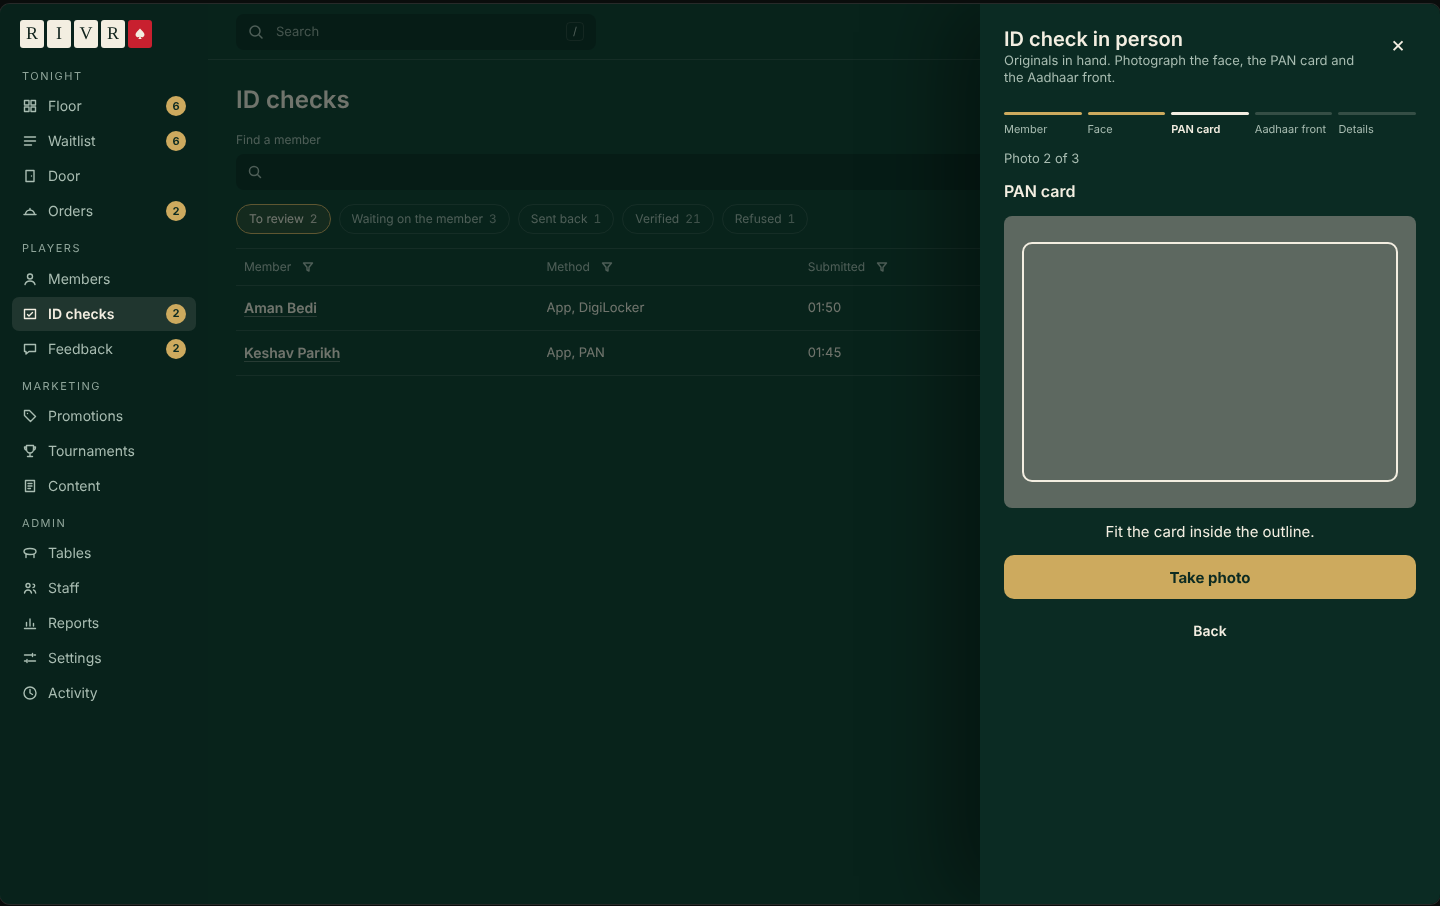 RIVR
TONIGHT
Floor 6
Waitlist 6
Door
Orders 2
PLAYERS
Members
ID checks 2
Feedback 2
MARKETING
Promotions
Tournaments
Content
ADMIN
Tables
Staff
Reports
Settings
Activity
Search /
ID checks
Find a member
To review 2 Waiting on the member 3 Sent back 1 Verified 21 Refused 1
Member Method Submitted
Aman Bedi App, DigiLocker 01:50
Keshav Parikh App, PAN 01:45
ID check in person
Originals in hand. Photograph the face, the PAN card and
the Aadhaar front.
Member Face PAN card Aadhaar front Details
Photo 2 of 3
PAN card
Fit the card inside the outline.
Take photo
Back